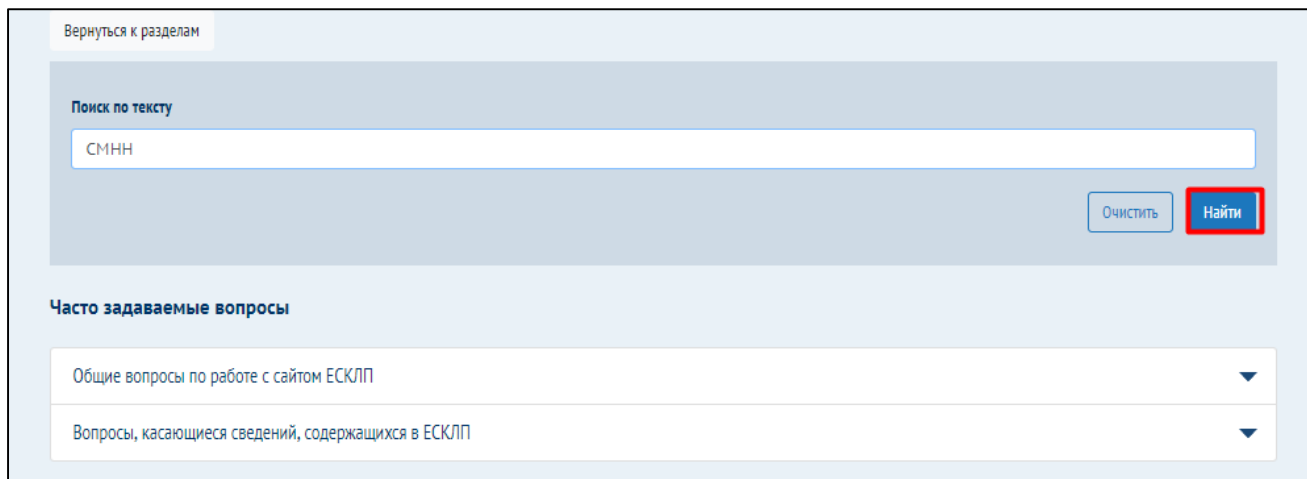 Вернуться к разделам
Поиск по тексту
СМНН
Очистить Найти
Часто задаваемые вопросы
Общие вопросы по работе с сайтом ЕСКЛП
Вопросы, касающиеся сведений, содержащихся в ЕСКЛП